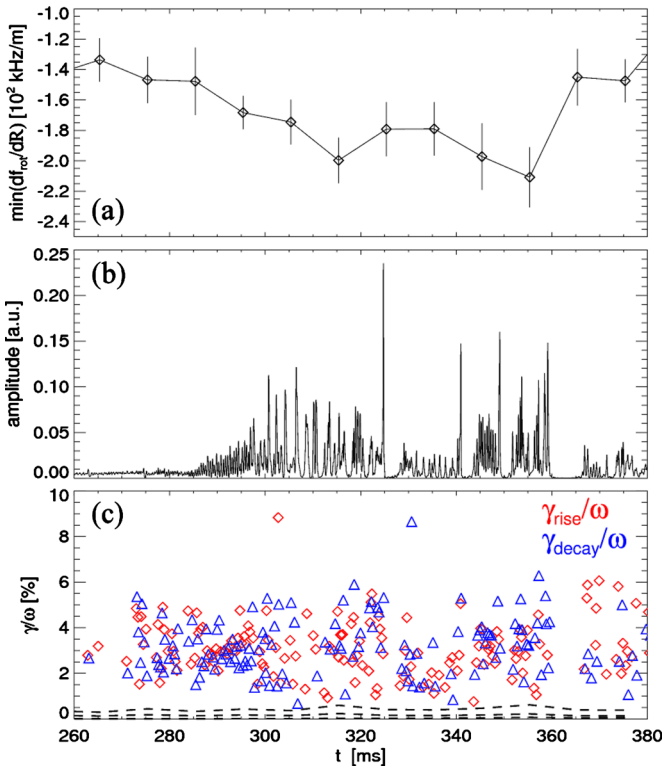 -1.0
-1.2
-1.4
-1.6
-1.8
-2.0
-2.2
-2.4
min(df_rot/dR) [10² kHz/m]
(a)
0.25
0.20
0.15
0.10
0.05
0.00
amplitude [a.u.]
(b)
10
8
6
4
2
0
γ/ω [%]
(c)
γ_rise/ω
γ_decay/ω
260 280 300 320 340 360 380
t [ms]